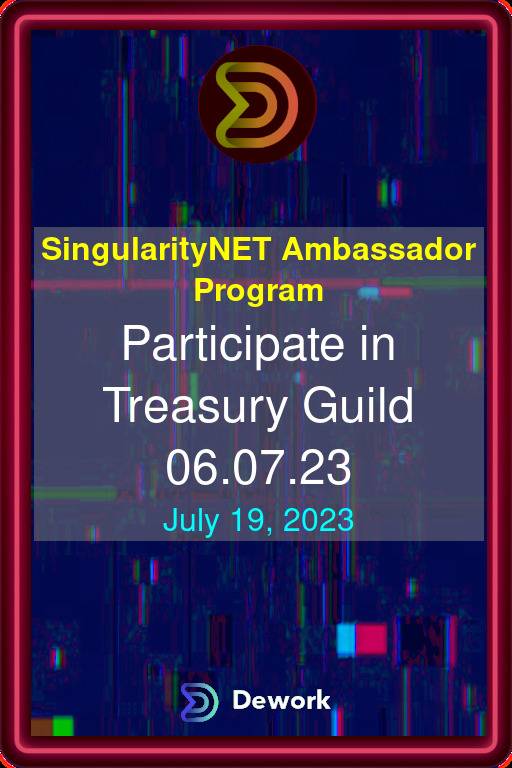 SingularityNET Ambassador
Program
Participate in
Treasury Guild
06.07.23
July 19, 2023
Dework